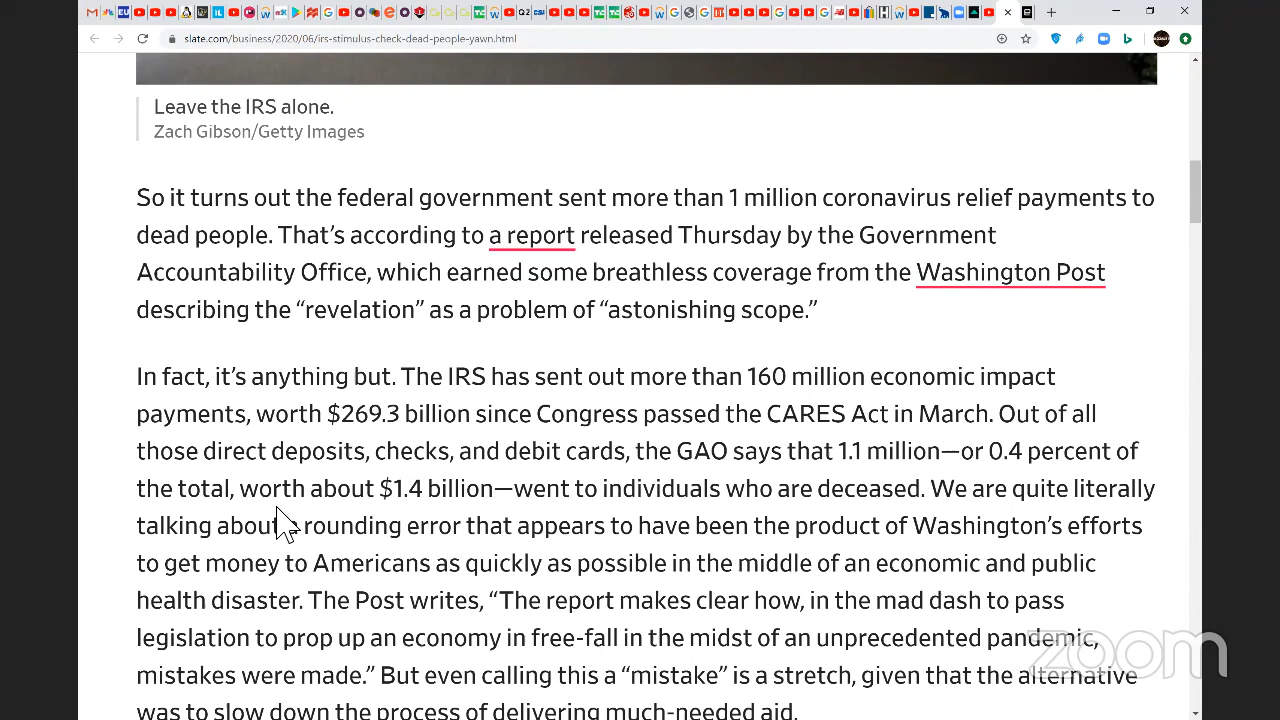 slate.com/business/2020/06/irs-stimulus-check-dead-people-yawn.html
Leave the IRS alone.
Zach Gibson/Getty Images
So it turns out the federal government sent more than 1 million coronavirus relief payments to
dead people. That’s according to a report released Thursday by the Government
Accountability Office, which earned some breathless coverage from the Washington Post
describing the “revelation” as a problem of “astonishing scope.”
In fact, it’s anything but. The IRS has sent out more than 160 million economic impact
payments, worth $269.3 billion since Congress passed the CARES Act in March. Out of all
those direct deposits, checks, and debit cards, the GAO says that 1.1 million—or 0.4 percent of
the total, worth about $1.4 billion—went to individuals who are deceased. We are quite literally
talking about rounding error that appears to have been the product of Washington’s efforts
to get money to Americans as quickly as possible in the middle of an economic and public
health disaster. The Post writes, “The report makes clear how, in the mad dash to pass
legislation to prop up an economy in free-fall in the midst of an unprecedented pandemic,
mistakes were made.” But even calling this a “mistake” is a stretch, given that the alternative
was to slow down the process of delivering much-needed aid.
zoom